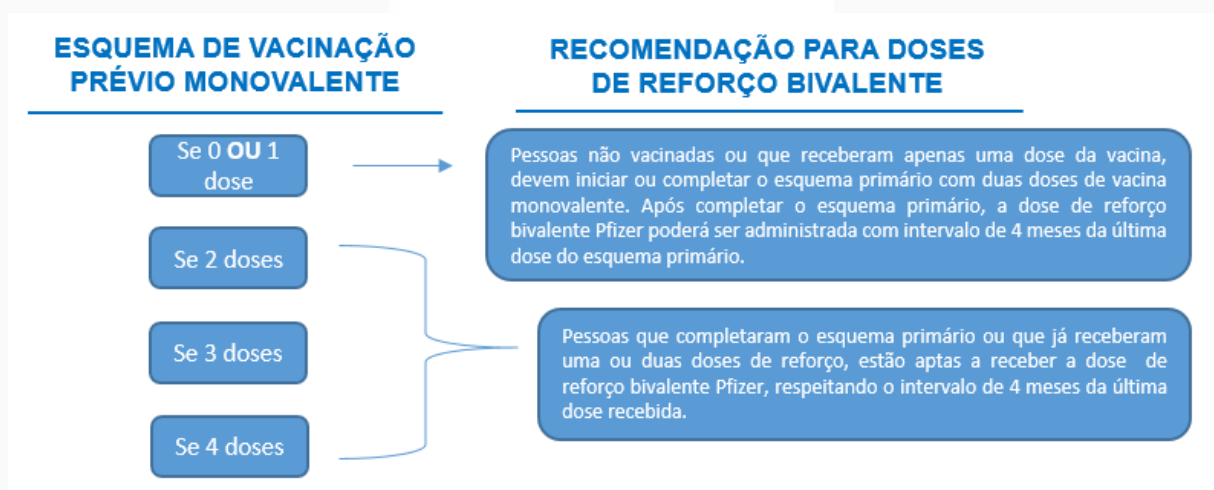 ESQUEMA DE VACINAÇÃO
PRÉVIO MONOVALENTE
RECOMENDAÇÃO PARA DOSES
DE REFORÇO BIVALENTE
Se 0 OU 1
dose
Pessoas não vacinadas ou que receberam apenas uma dose da vacina,
devem iniciar ou completar o esquema primário com duas doses de vacina
monovalente. Após completar o esquema primário, a dose de reforço
bivalente Pfizer poderá ser administrada com intervalo de 4 meses da última
dose do esquema primário.
Se 2 doses
Se 3 doses
Se 4 doses
Pessoas que completaram o esquema primário ou que já receberam
uma ou duas doses de reforço, estão aptas a receber a dose de
reforço bivalente Pfizer, respeitando o intervalo de 4 meses da última
dose recebida.